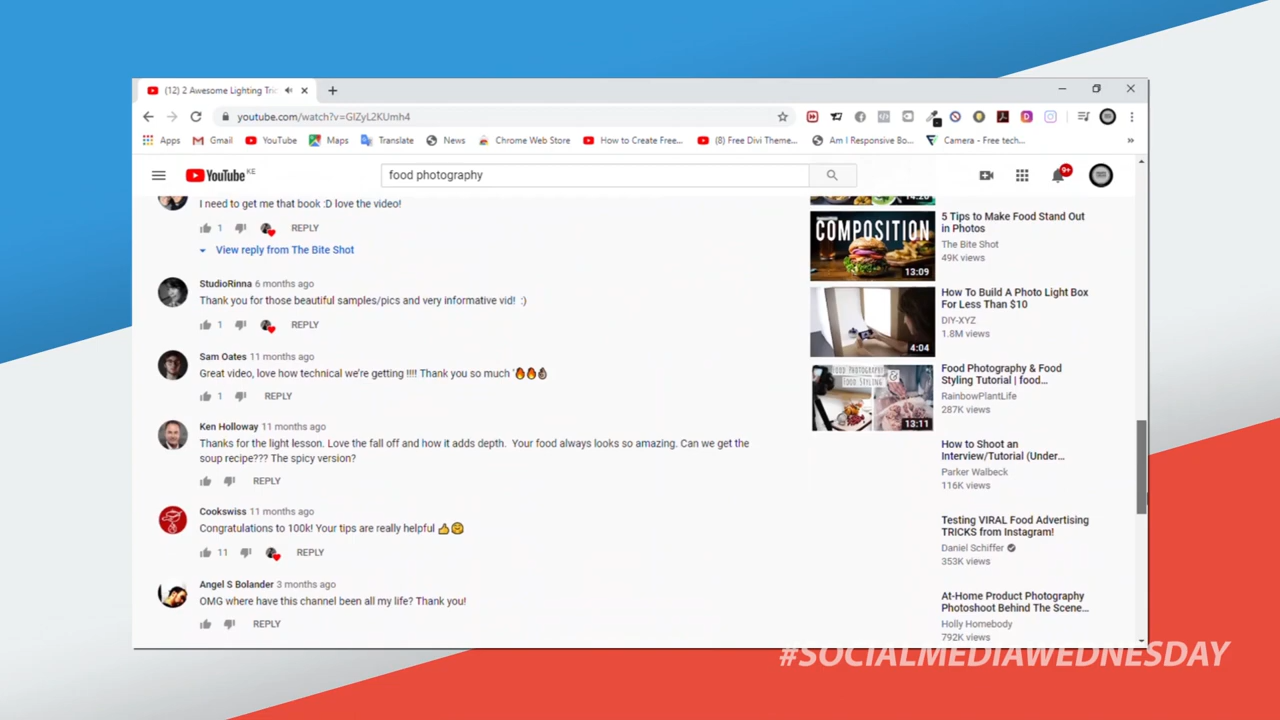 (12) 2 Awesome Lighting Tric
youtube.com/watch?v=GIZyL2KUmh4
Apps Gmail YouTube Maps Translate News Chrome Web Store How to Create Free... (8) Free Divi Theme... Am I Responsive Bo... Camera - Free tech... »
YouTube KE
food photography
9+
I need to get me that book :D love the video!
1 REPLY
View reply from The Bite Shot
StudioRinna 6 months ago
Thank you for those beautiful samples/pics and very informative vid! :)
1 REPLY
Sam Oates 11 months ago
Great video, love how technical we're getting !!!! Thank you so much '🔥🔥👌
1 REPLY
Ken Holloway 11 months ago
Thanks for the light lesson. Love the fall off and how it adds depth. Your food always looks so amazing. Can we get the
soup recipe??? The spicy version?
REPLY
Cookswiss 11 months ago
Congratulations to 100k! Your tips are really helpful 👍🤗
11 REPLY
Angel S Bolander 3 months ago
OMG where have this channel been all my life? Thank you!
REPLY
14:20
COMPOSITION
13:09
5 Tips to Make Food Stand Out
in Photos
The Bite Shot
49K views
4:04
How To Build A Photo Light Box
For Less Than $10
DIY-XYZ
1.8M views
FOOD PHOTOGRAPHY
& FOOD STYLING
13:11
Food Photography & Food
Styling Tutorial | food...
RainbowPlantLife
287K views
How to Shoot an
Interview/Tutorial (Under...
Parker Walbeck
116K views
Testing VIRAL Food Advertising
TRICKS from Instagram!
Daniel Schiffer
353K views
At-Home Product Photography
Photoshoot Behind The Scene...
Holly Homebody
792K views
#SOCIALMEDIAWEDNESDAY